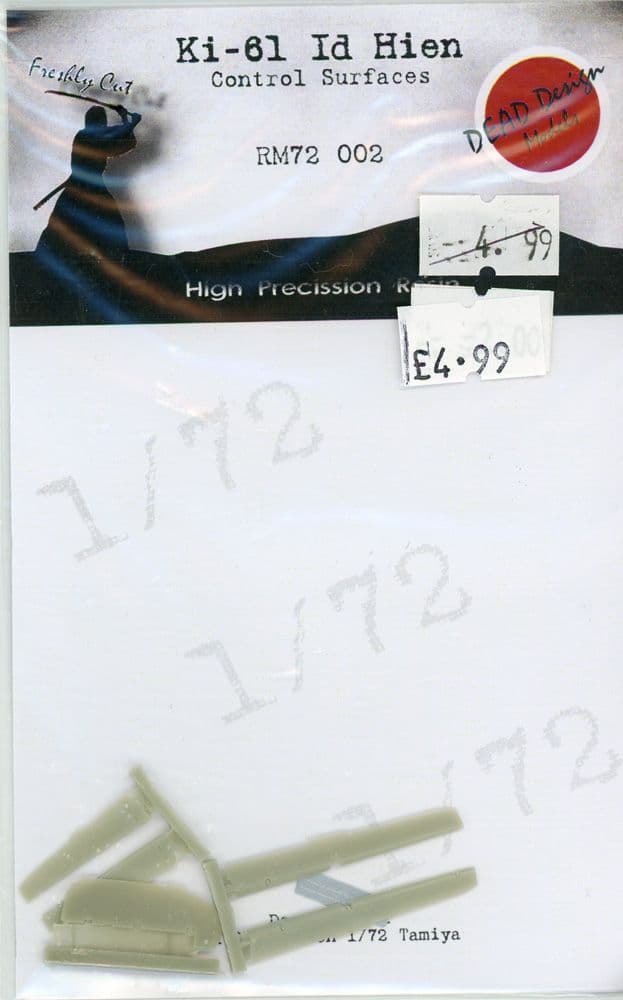 Ki-61 Id Hien
Control Surfaces
Freshly Cut
DEAD Design
Models
RM72 002
4.99
High Precission Resin
£4.99
1/72
1/72
1/72
1/72 Tamiya